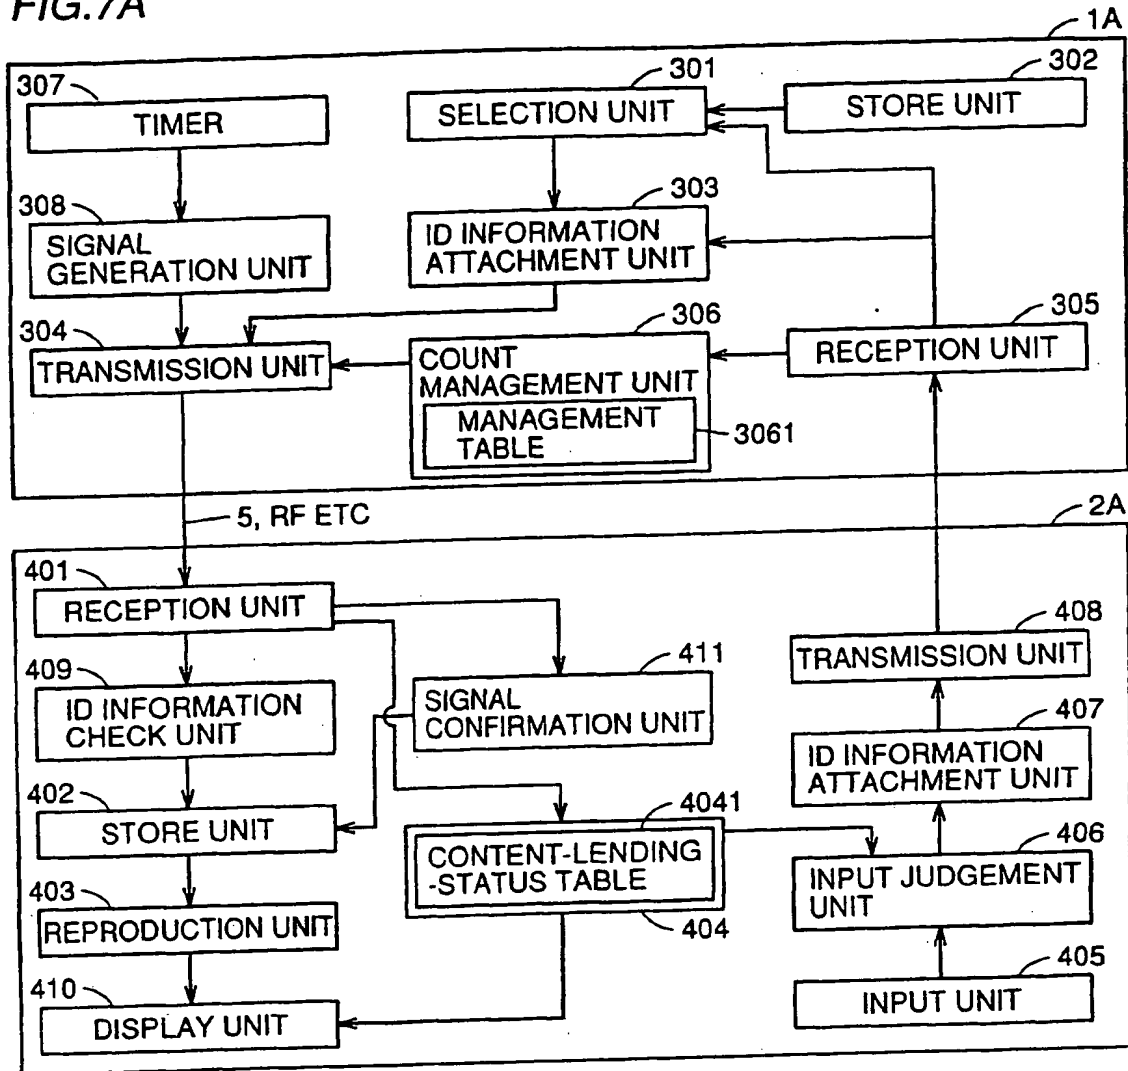 FIG.7A
1A
307
TIMER
301
SELECTION UNIT
302
STORE UNIT
308
SIGNAL
GENERATION UNIT
303
ID INFORMATION
ATTACHMENT UNIT
304
TRANSMISSION UNIT
306
COUNT
MANAGEMENT UNIT
MANAGEMENT
TABLE
3061
305
RECEPTION UNIT
5, RF ETC
2A
401
RECEPTION UNIT
409
ID INFORMATION
CHECK UNIT
411
SIGNAL
CONFIRMATION UNIT
408
TRANSMISSION UNIT
407
ID INFORMATION
ATTACHMENT UNIT
402
STORE UNIT
4041
CONTENT-LENDING
-STATUS TABLE
404
406
INPUT JUDGEMENT
UNIT
403
REPRODUCTION UNIT
405
INPUT UNIT
410
DISPLAY UNIT